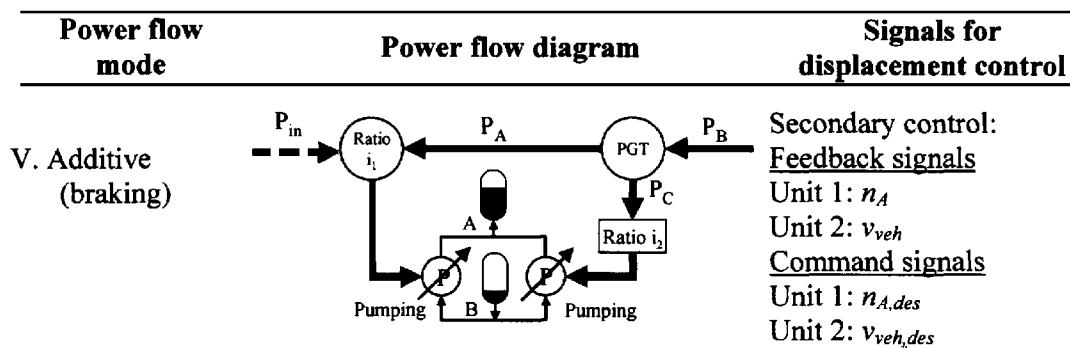 Power flow mode
Power flow diagram
Signals for displacement control
V. Additive (braking)
P_in
Ratio i_1
P_A
PGT
P_B
P_C
Ratio i_2
A
P
P
B
Pumping
Pumping
Secondary control:
Feedback signals
Unit 1: n_A
Unit 2: v_veh
Command signals
Unit 1: n_A,des
Unit 2: v_veh,des